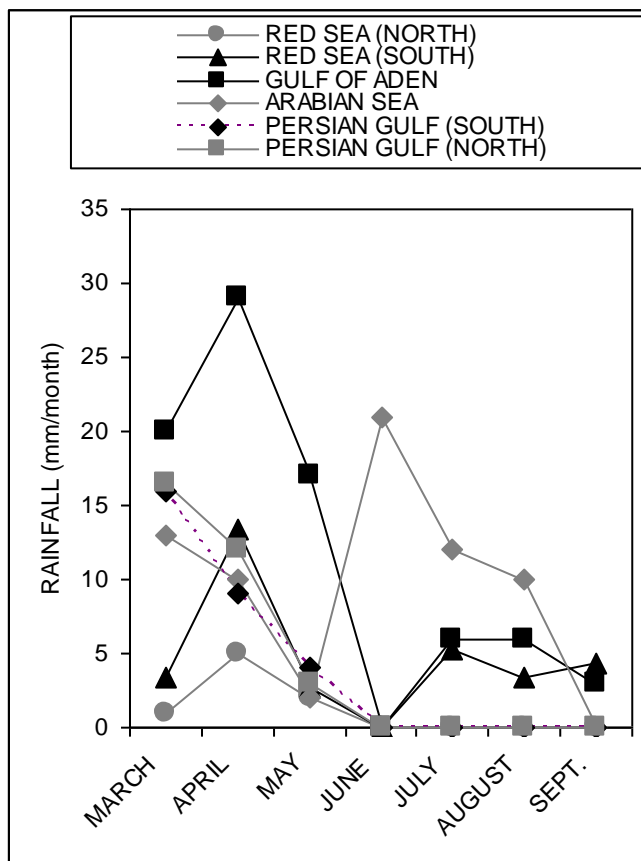 RED SEA (NORTH)
RED SEA (SOUTH)
GULF OF ADEN
ARABIAN SEA
PERSIAN GULF (SOUTH)
PERSIAN GULF (NORTH)
35
30
25
20
15
10
5
0
RAINFALL (mm/month)
MARCH
APRIL
MAY
JUNE
JULY
AUGUST
SEPT.